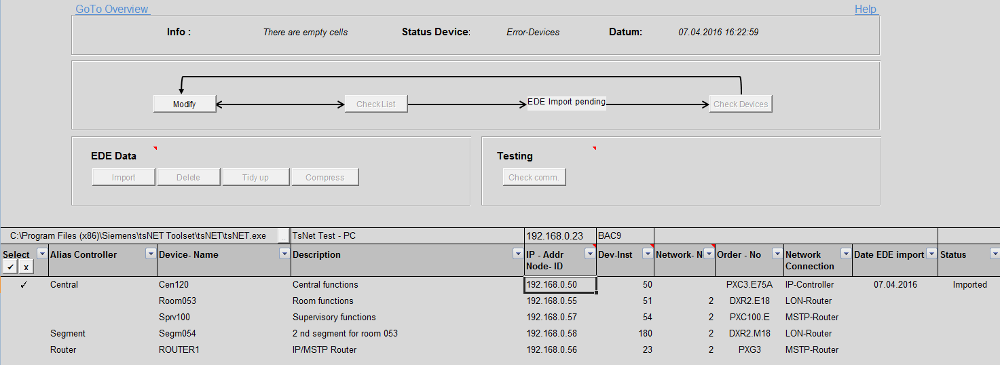 GoTo Overview Help
Info : There are empty cells Status Device: Error-Devices Datum: 07.04.2016 16:22:59
Modify CheckList EDE Import pending Check Devices
EDE Data
Import Delete Tidy up Compress
Testing
Check comm.
C:\Program Files (x86)\Siemens\tsNET Toolset\tsNET\tsNET.exe .. TsNet Test - PC 192.168.0.23 BAC9
Select Alias Controller Device- Name Description IP - Addr Dev-Inst Network- N Order - No Network Date EDE import Status
✓ x Node- ID Connection
✓ Central Cen120 Central functions 192.168.0.50 50 PXC3.E75A IP-Controller 07.04.2016 Imported
Room053 Room functions 192.168.0.55 51 2 DXR2.E18 LON-Router
Sprv100 Supervisory functions 192.168.0.57 54 2 PXC100.E MSTP-Router
Segment Segm054 2 nd segment for room 053 192.168.0.58 180 2 DXR2.M18 LON-Router
Router ROUTER1 IP/MSTP Router 192.168.0.56 23 2 PXG3 MSTP-Router